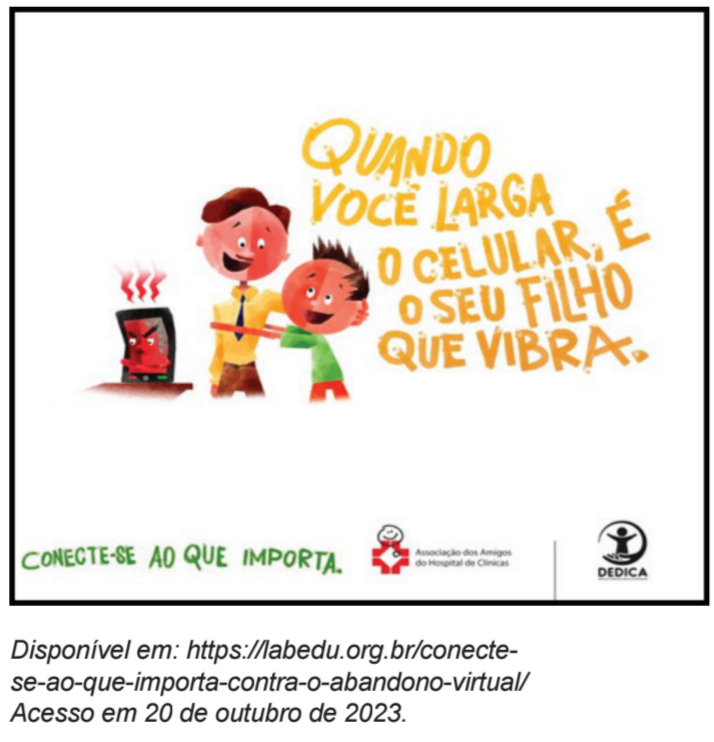 QUANDO
VOCÊ LARGA
O CELULAR, É
O SEU FILHO
QUE VIBRA.
CONECTE-SE AO QUE IMPORTA.
Associação dos Amigos
do Hospital de Clínicas
DEDICA
Disponível em: https://labedu.org.br/conecte-
se-ao-que-importa-contra-o-abandono-virtual/
Acesso em 20 de outubro de 2023.